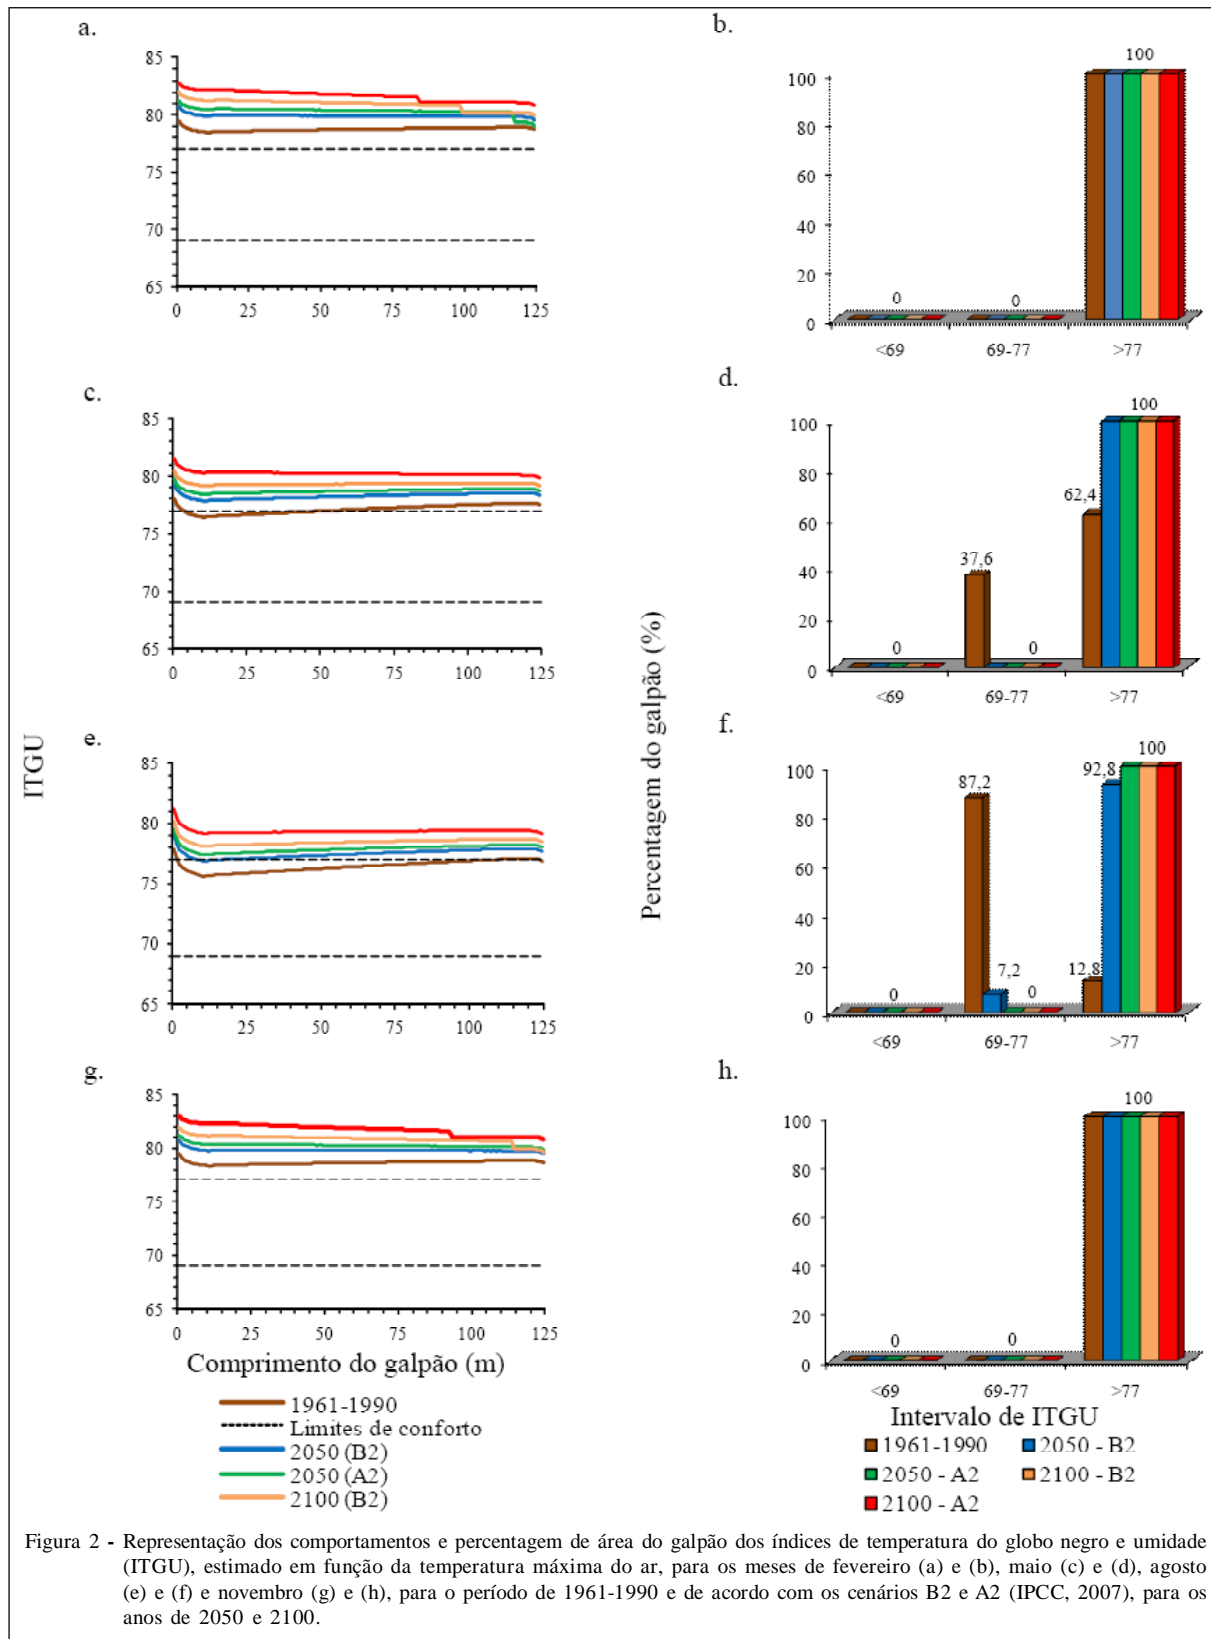 a.
85
80
75
70
65
0 25 50 75 100 125
b.
100
80
60
40
20
0
0 0 100
<69 69-77 >77
c.
85
80
75
70
65
0 25 50 75 100 125
d.
100
80
60
40
20
0
0 37,6 0 62,4 100
<69 69-77 >77
ITGU
Percentagem do galpão (%)
e.
85
80
75
70
65
0 25 50 75 100 125
f.
100
80
60
40
20
0
0 87,2 7,2 0 12,8 92,8 100
<69 69-77 >77
g.
85
80
75
70
65
0 25 50 75 100 125
Comprimento do galpão (m)
1961-1990
Limites de conforto
2050 (B2)
2050 (A2)
2100 (B2)
h.
100
80
60
40
20
0
0 0 100
<69 69-77 >77
Intervalo de ITGU
1961-1990 2050 - B2
2050 - A2 2100 - B2
2100 - A2
Figura 2 - Representação dos comportamentos e percentagem de área do galpão dos índices de temperatura do globo negro e umidade
(ITGU), estimado em função da temperatura máxima do ar, para os meses de fevereiro (a) e (b), maio (c) e (d), agosto
(e) e (f) e novembro (g) e (h), para o período de 1961-1990 e de acordo com os cenários B2 e A2 (IPCC, 2007), para os
anos de 2050 e 2100.